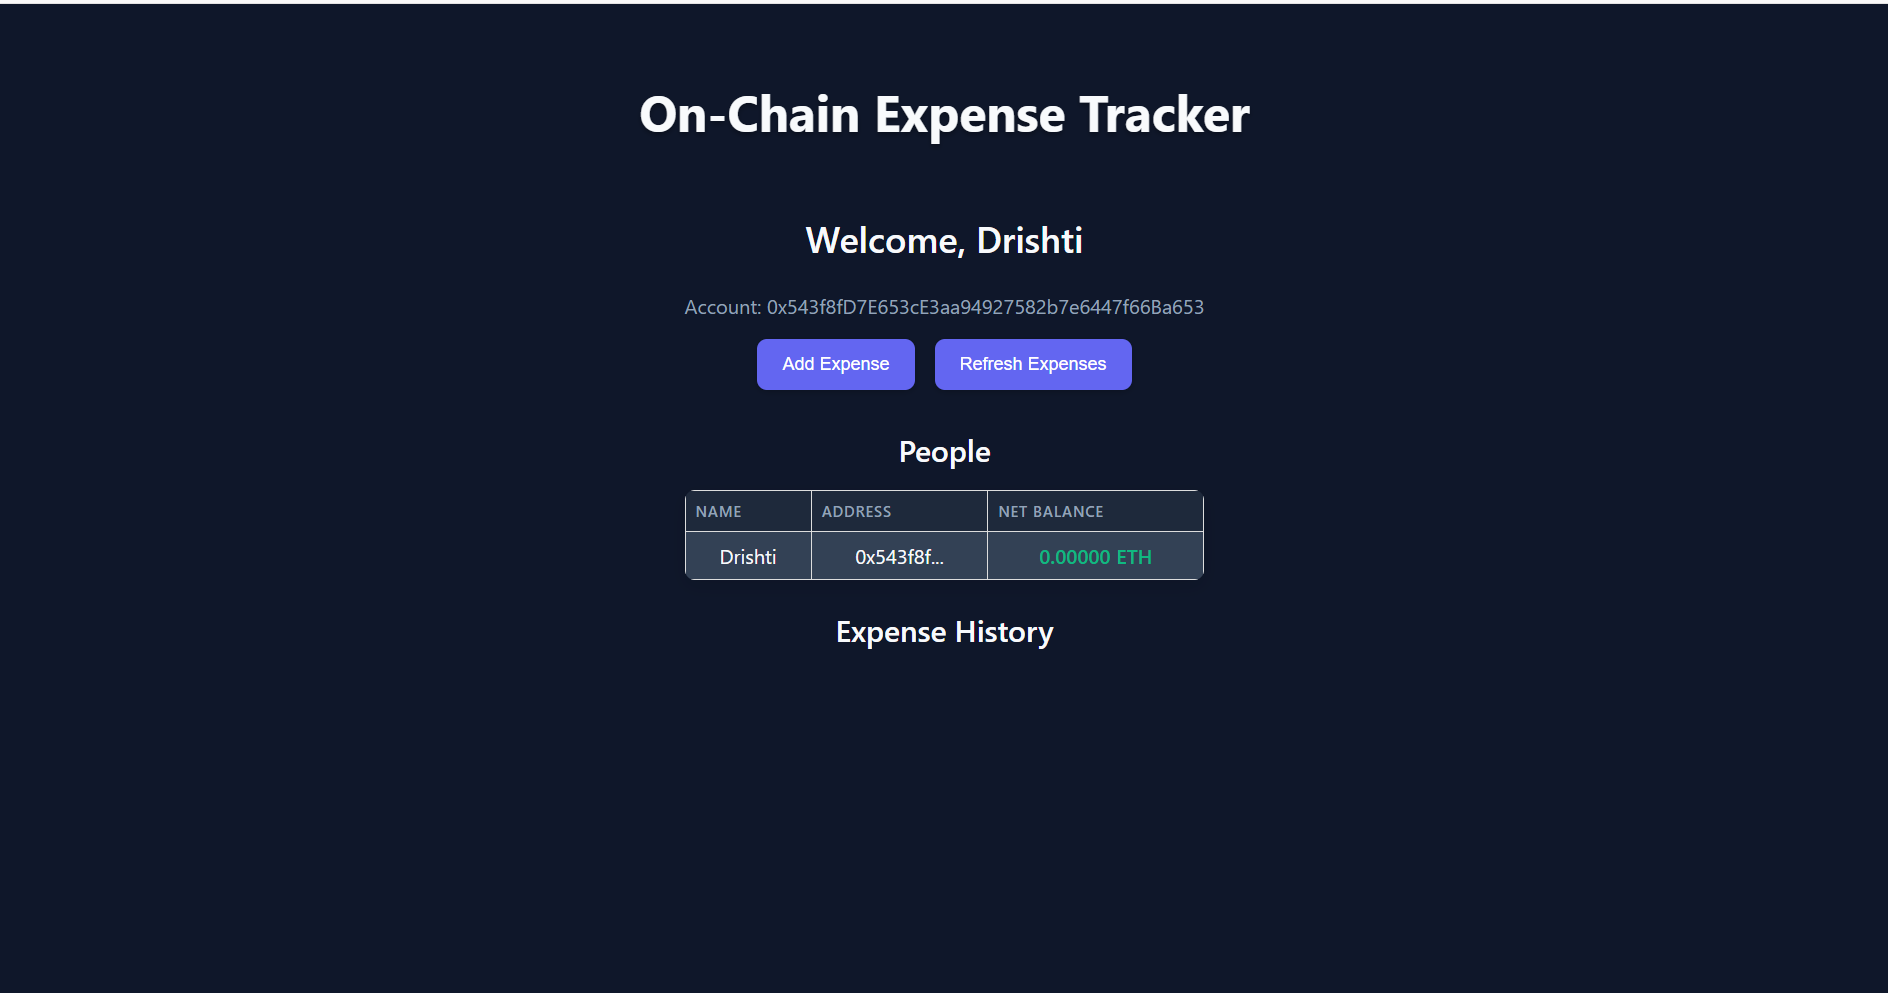 On-Chain Expense Tracker
Welcome, Drishti
Account: 0x543f8fD7E653cE3aa94927582b7e6447f66Ba653
Add Expense Refresh Expenses
People
NAME ADDRESS NET BALANCE
Drishti 0x543f8f... 0.00000 ETH
Expense History